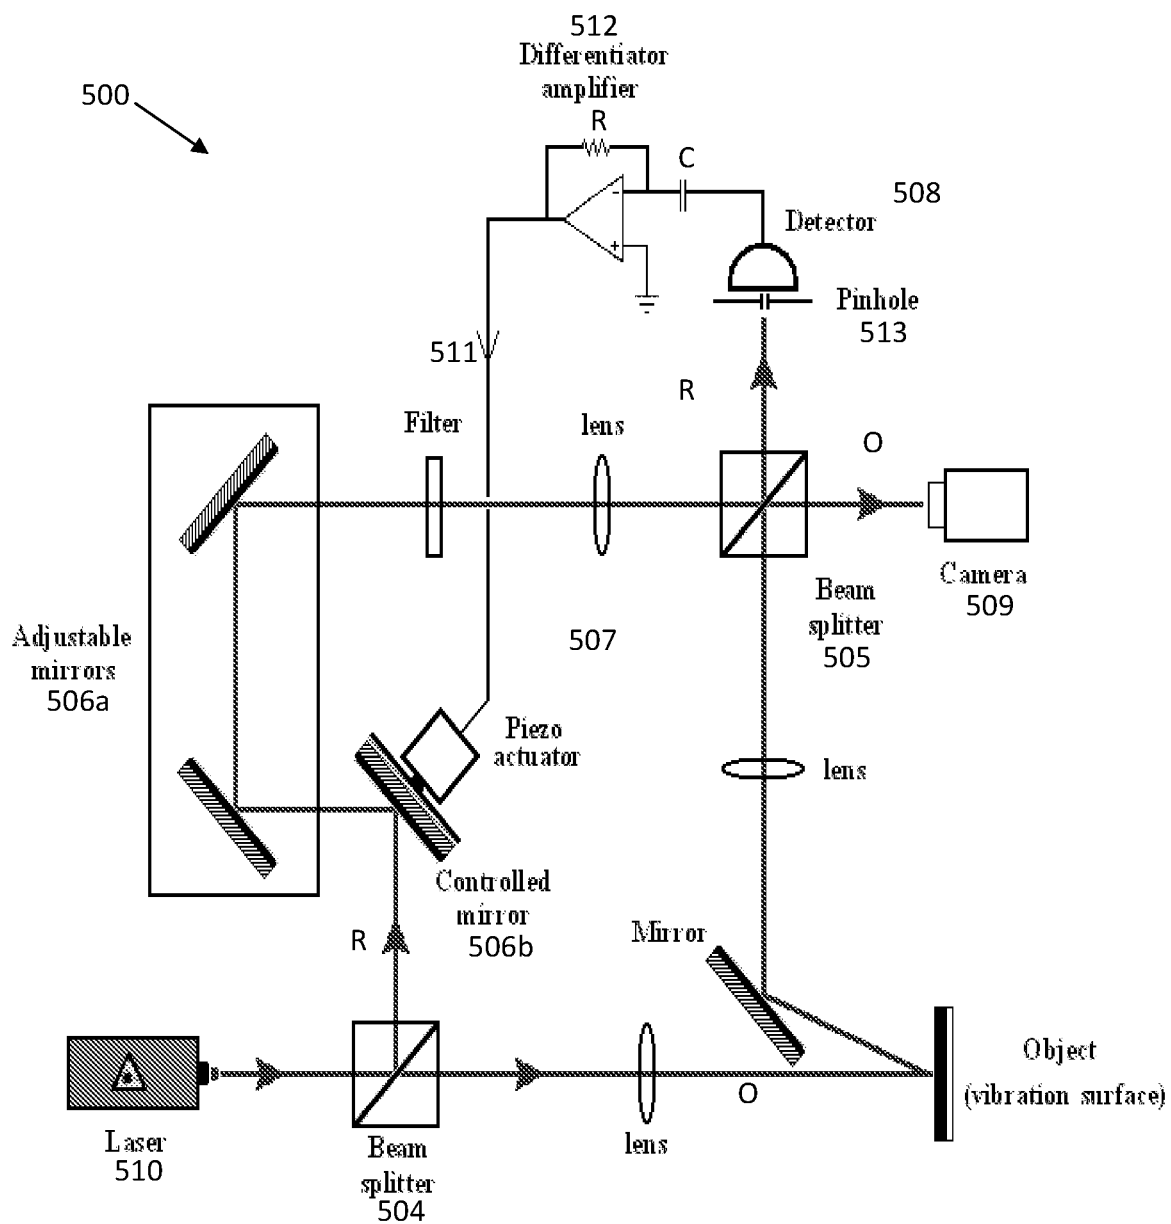 512
Differentiator
amplifier
R
500
C
508
Detector
-
+
Pinhole
513
511
R
Filter
lens
O
Camera
509
Beam
splitter
505
507
Adjustable
mirrors
506a
Piezo
actuator
lens
Controlled
mirror
506b
R
Mirror
Object
(vibration surface)
O
Laser
510
Beam
splitter
504
lens